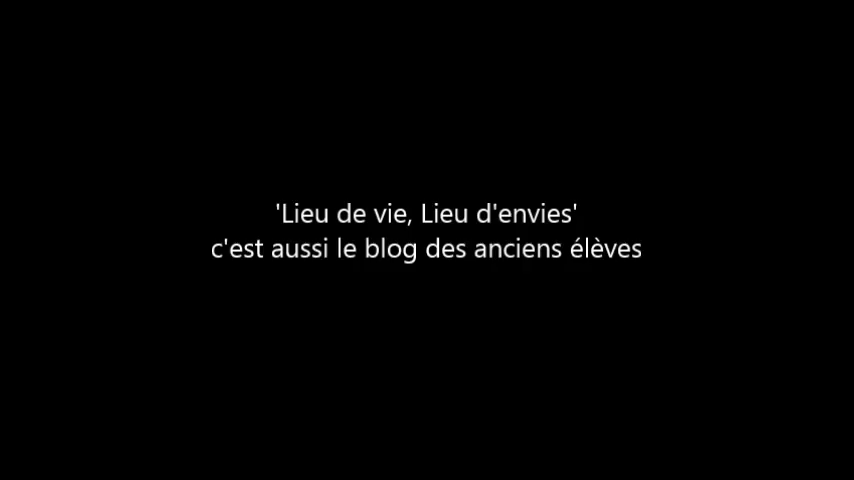 'Lieu de vie, Lieu d'envies'
c'est aussi le blog des anciens élèves